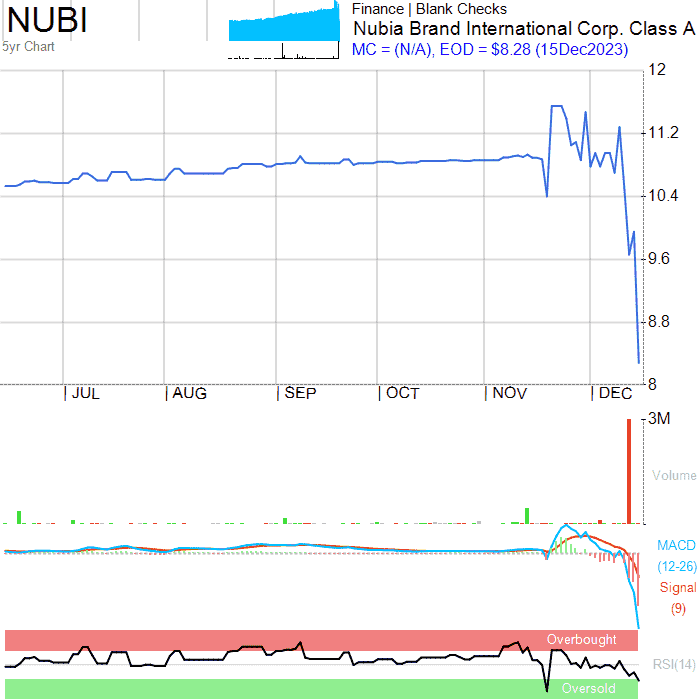 NUBI
5yr Chart
Finance | Blank Checks
Nubia Brand International Corp. Class A
MC = (N/A), EOD = $8.28 (15Dec2023)
12
11.2
10.4
9.6
8.8
8
JUL AUG SEP OCT NOV DEC
3M
Volume
MACD
(12-26)
Signal
(9)
Overbought
RSI(14)
Oversold